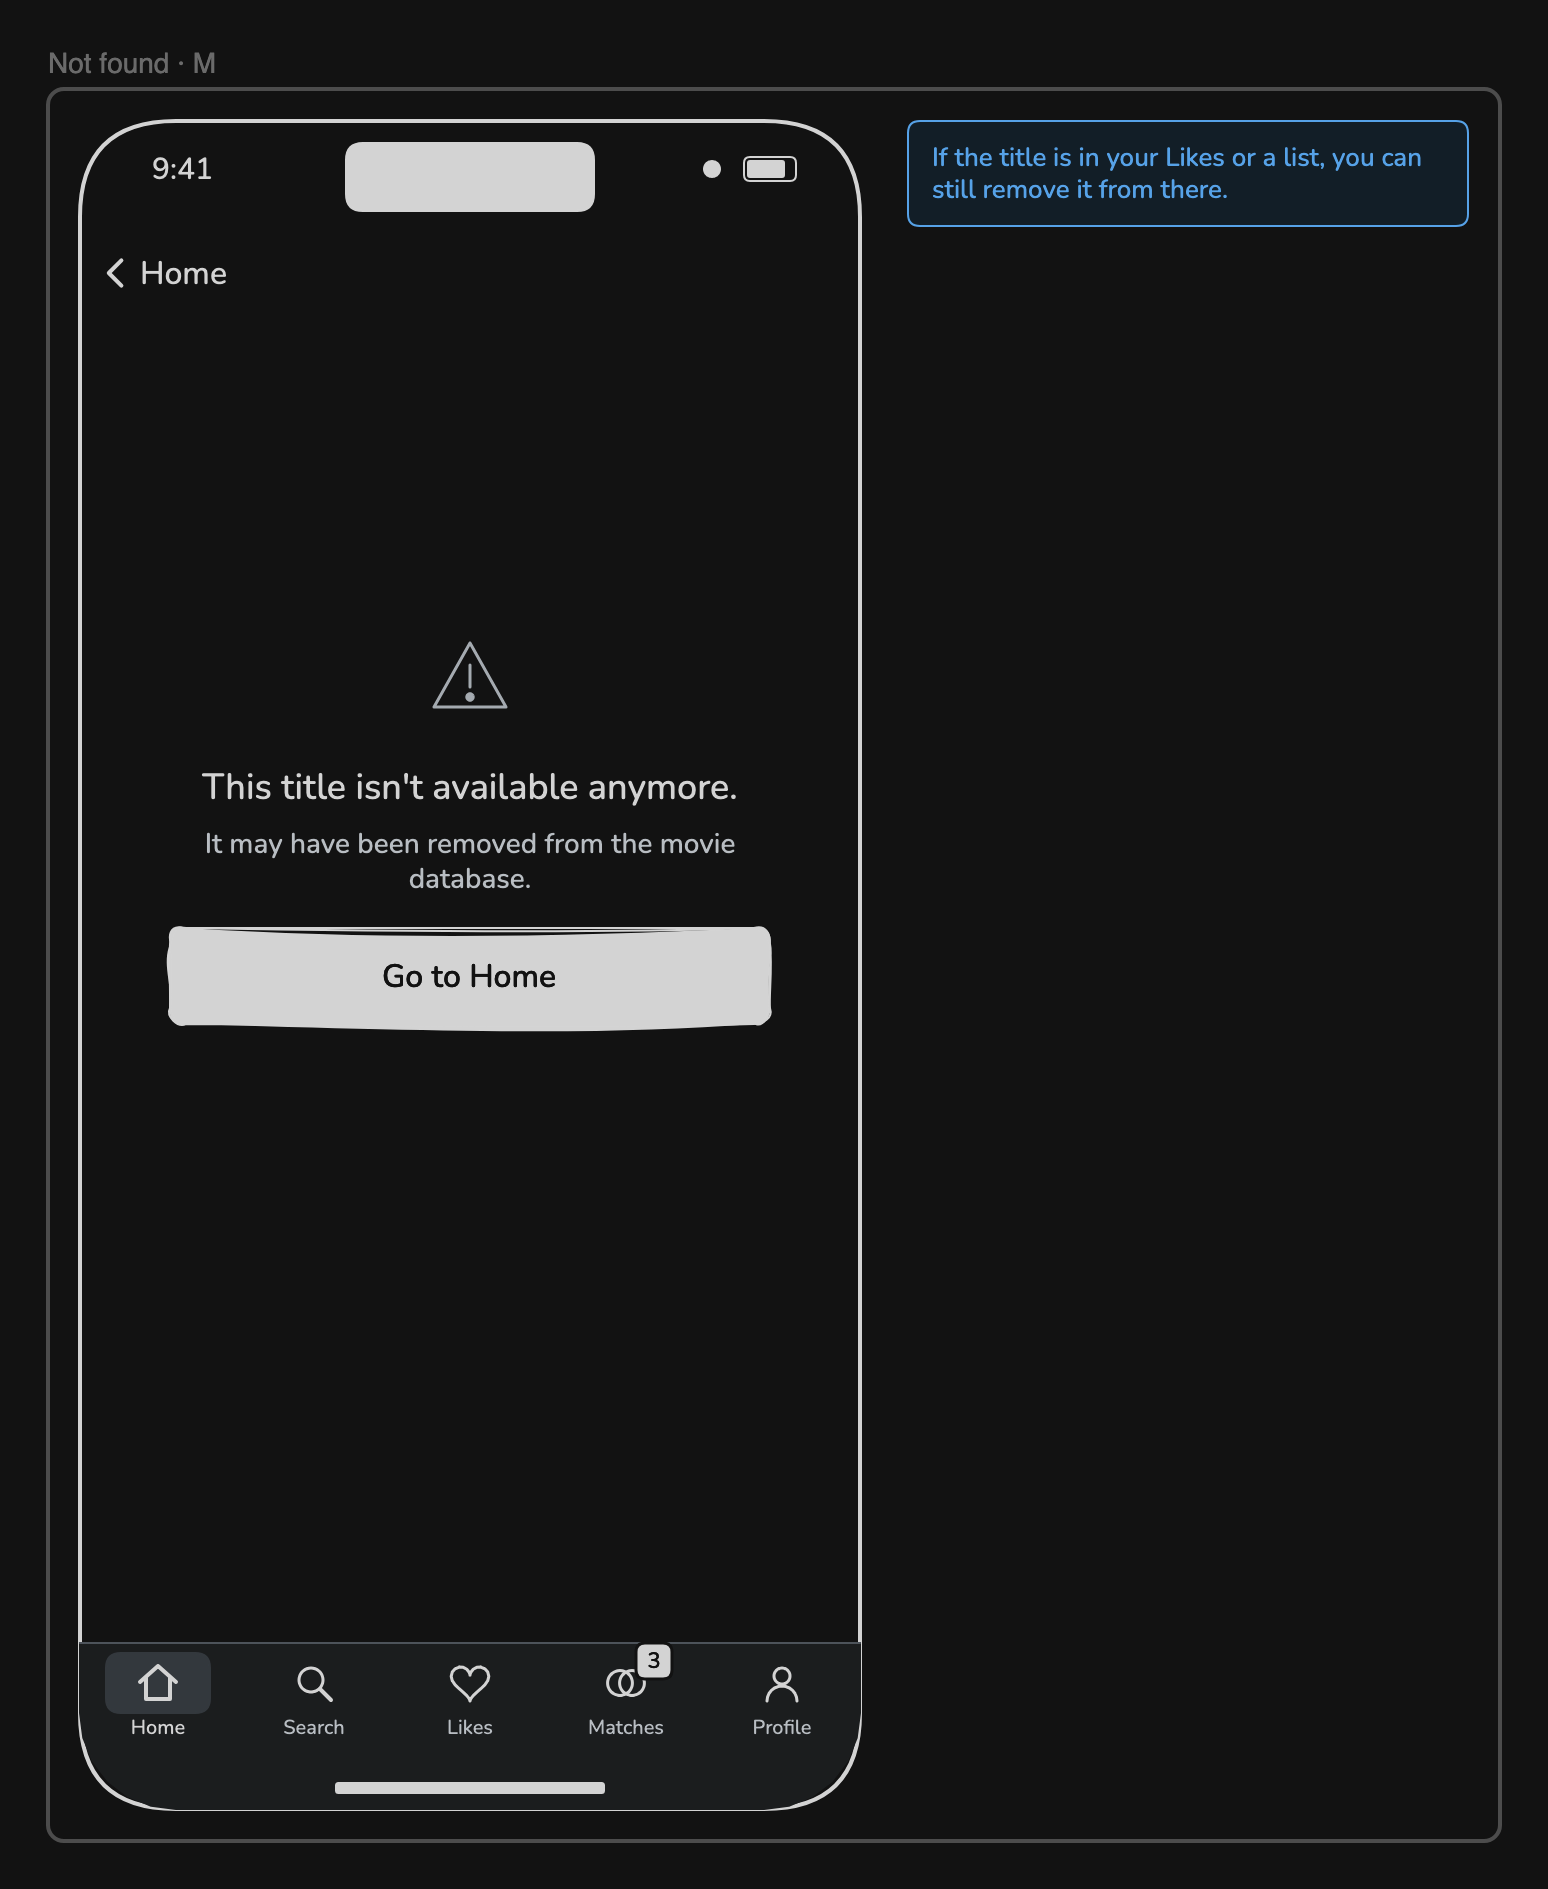 Not found · M
9:41
Home
If the title is in your Likes or a list, you can
still remove it from there.
This title isn't available anymore.
It may have been removed from the movie
database.
Go to Home
3
Home
Search
Likes
Matches
Profile